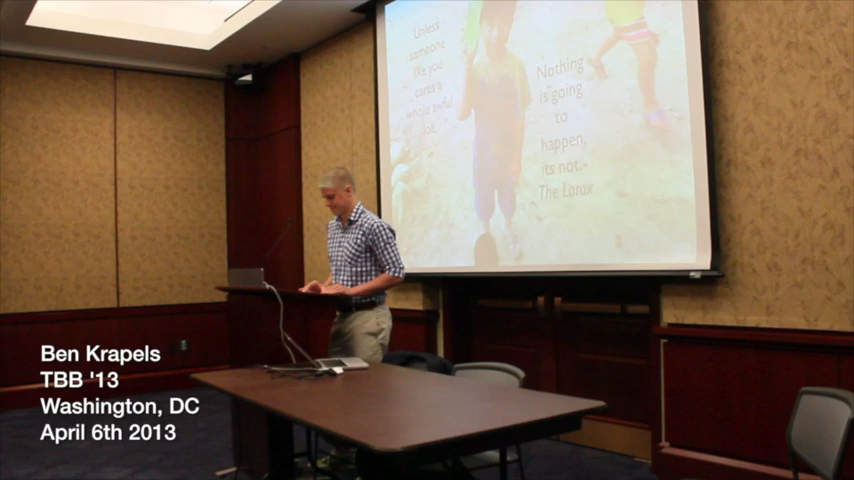 Unless
someone
like you
cares a
whole awful
lot.
Nothing
is going
to
happen,
its not.-
The Lorax
Ben Krapels
TBB '13
Washington, DC
April 6th 2013